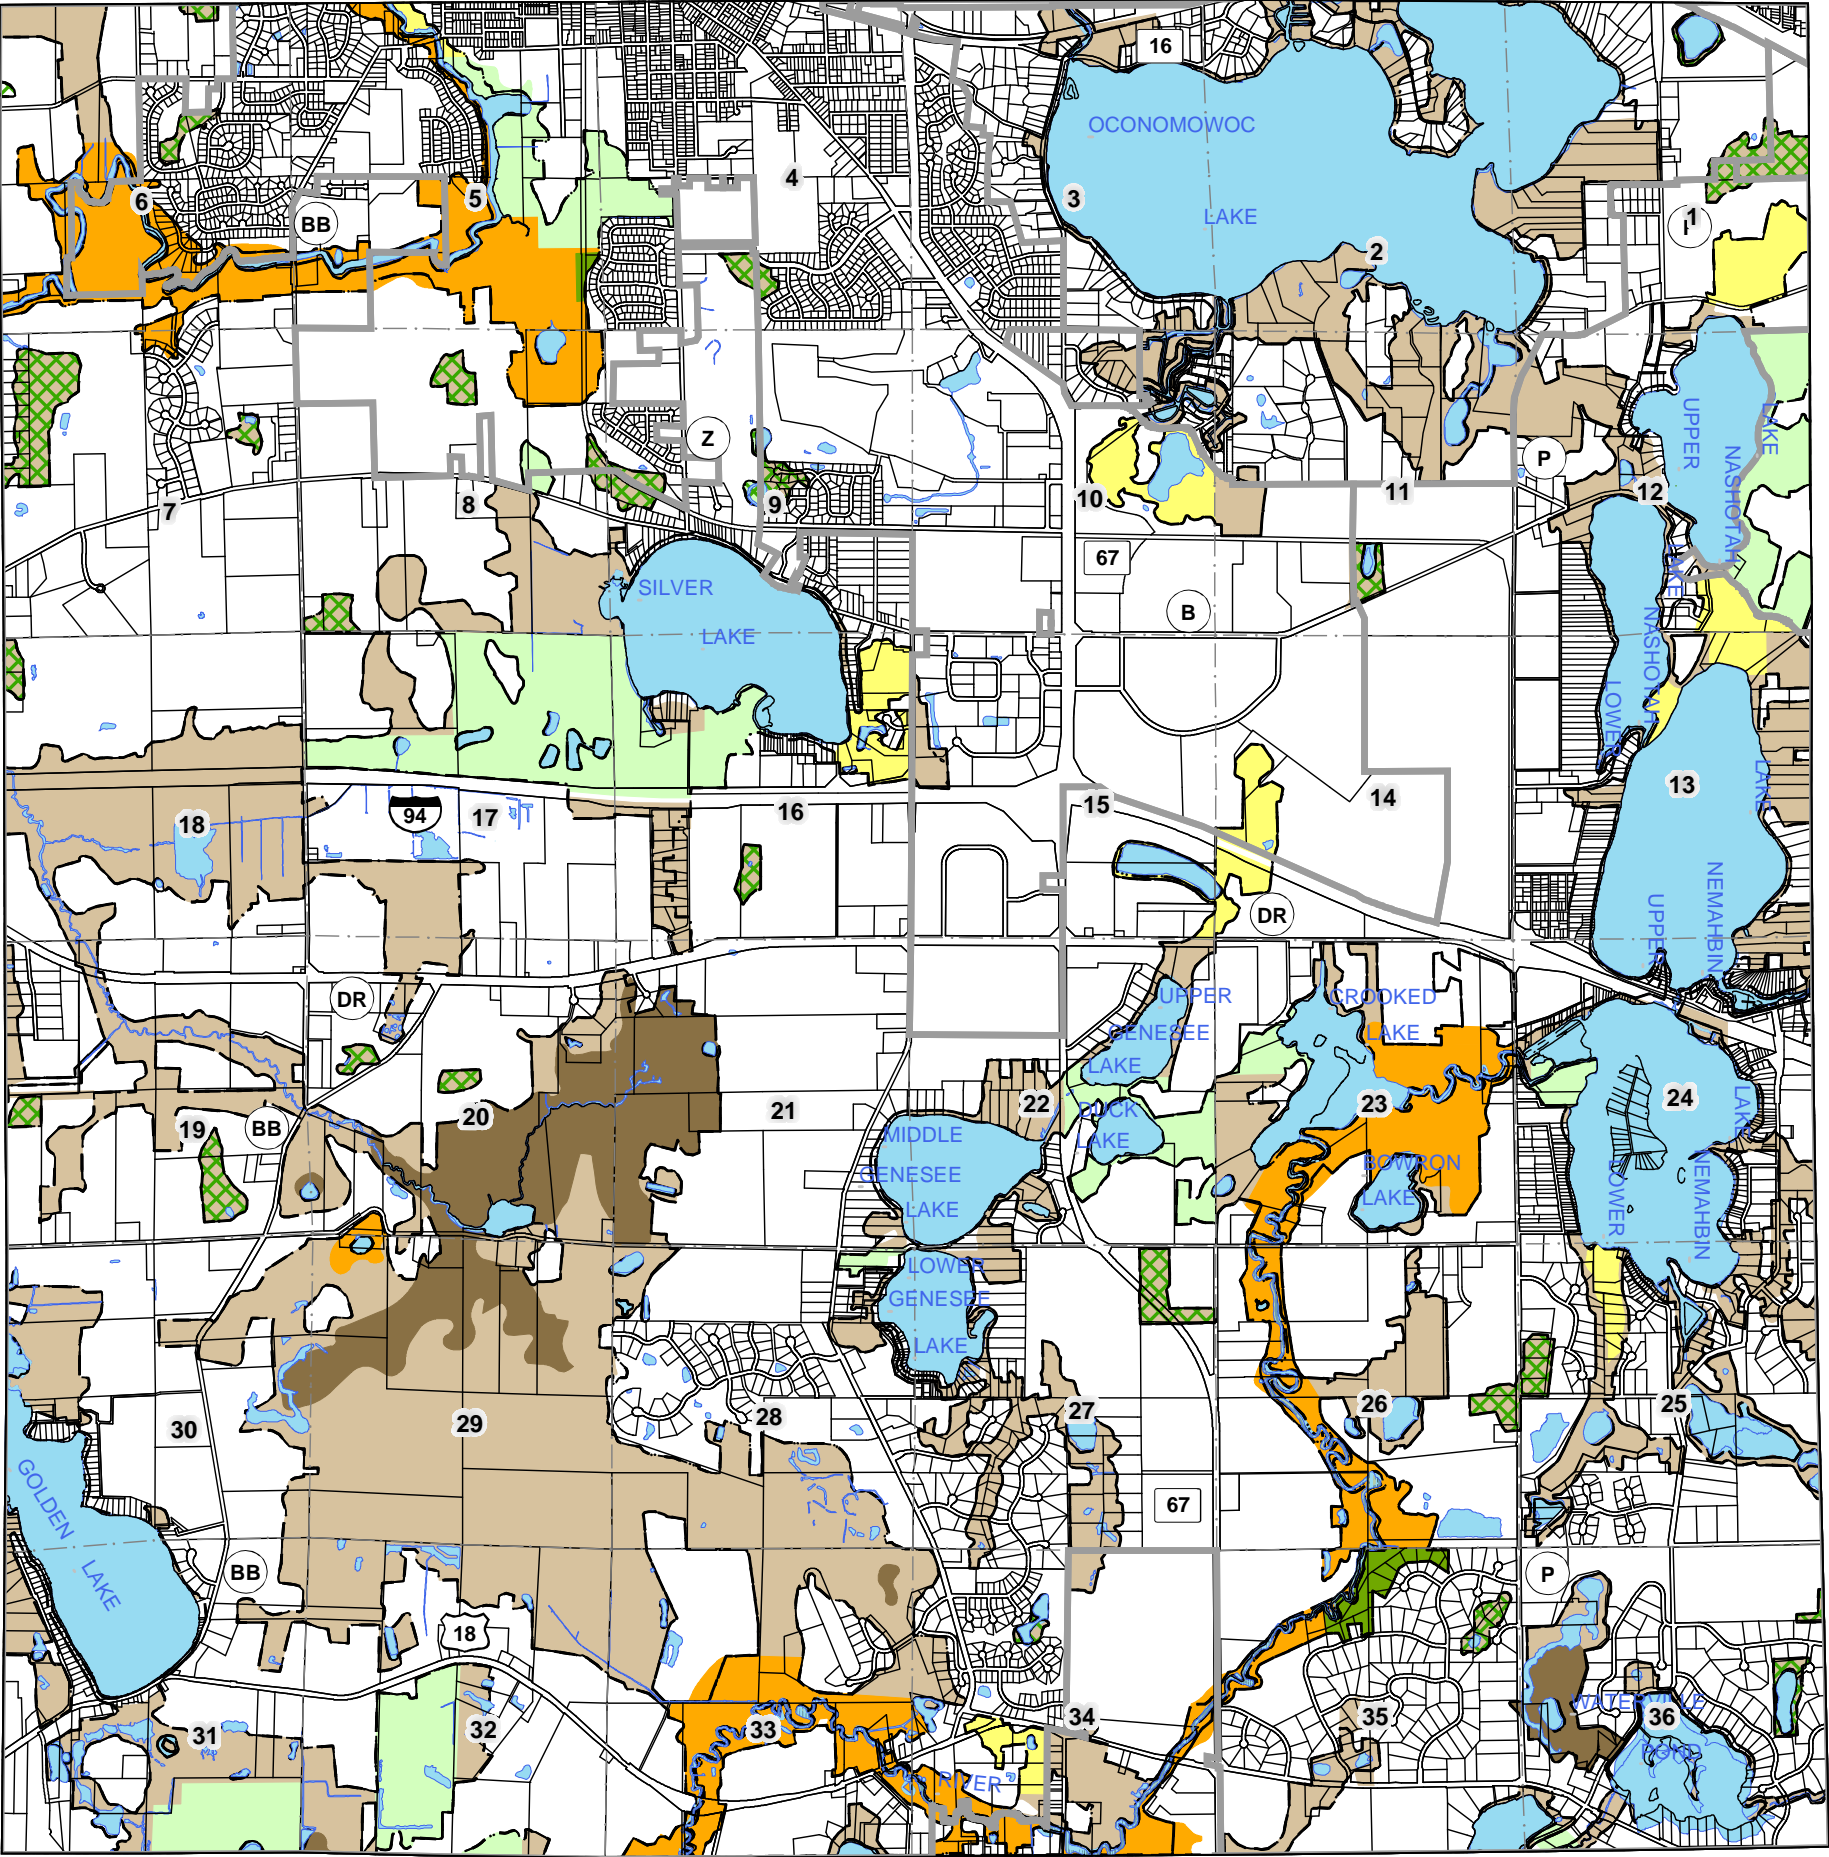 16
OCONOMOWOC
LAKE
4
3
1
6
5
BB
2
UPPER
LAKE
NASHOTAH
Z
P
7
8
9
10
11
12
67
B
SILVER
LAKE
LAKE
NASHOTAH
LOWER
18
94
17
16
15
14
13
LAKE
NEMAHBIN
UPPER
DR
DR
UPPER
GENESEE
LAKE
CROOKED
LAKE
19
BB
20
21
22
DUCK
LAKE
23
24
LAKE
NEMAHBIN
LOWER
MIDDLE
GENESEE
LAKE
BOWRON
LAKE
LOWER
GENESEE
LAKE
30
29
28
27
26
25
GOLDEN
LAKE
67
BB
18
P
31
32
33
34
35
36
WATERVILLE
POND
RIVER